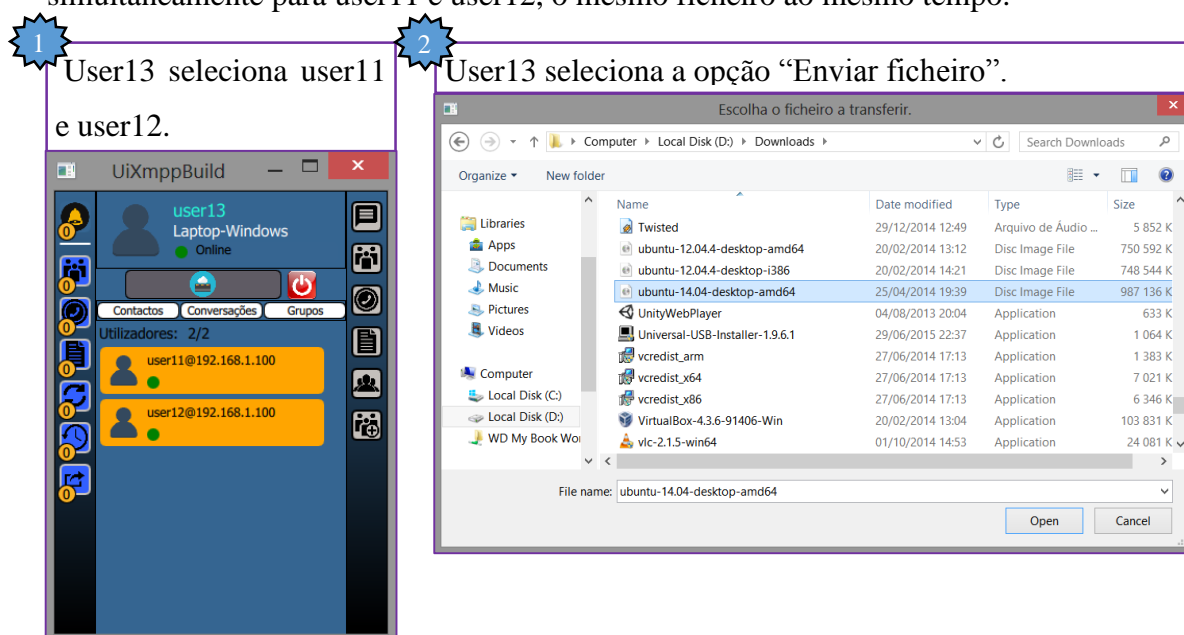 simultaneamente para user11 e user12, o mesmo ficheiro ao mesmo tempo.
1
User13 seleciona user11
e user12.
UiXmppBuild
user13
Laptop-Windows
Online
0
0
0
0
0
0
0
Contactos Conversações Grupos
Utilizadores: 2/2
user11@192.168.1.100
user12@192.168.1.100
2
User13 seleciona a opção “Enviar ficheiro”.
Escolha o ficheiro a transferir.
Computer Local Disk (D:) Downloads
Search Downloads
Organize New folder
Libraries
Apps
Documents
Music
Pictures
Videos
Computer
Local Disk (C:)
Local Disk (D:)
WD My Book Wo
Name Date modified Type Size
Twisted 29/12/2014 12:49 Arquivo de Áudio ... 5 852 K
ubuntu-12.04.4-desktop-amd64 20/02/2014 13:12 Disc Image File 750 592 K
ubuntu-12.04.4-desktop-i386 20/02/2014 14:21 Disc Image File 748 544 K
ubuntu-14.04-desktop-amd64 25/04/2014 19:39 Disc Image File 987 136 K
UnityWebPlayer 04/08/2013 20:04 Application 633 K
Universal-USB-Installer-1.9.6.1 29/06/2015 22:37 Application 1 064 K
vcredist_arm 27/06/2014 17:13 Application 1 383 K
vcredist_x64 27/06/2014 17:13 Application 7 021 K
vcredist_x86 27/06/2014 17:13 Application 6 346 K
VirtualBox-4.3.6-91406-Win 20/02/2014 13:04 Application 103 831 K
vlc-2.1.5-win64 01/10/2014 14:53 Application 24 081 K
File name: ubuntu-14.04-desktop-amd64
Open Cancel